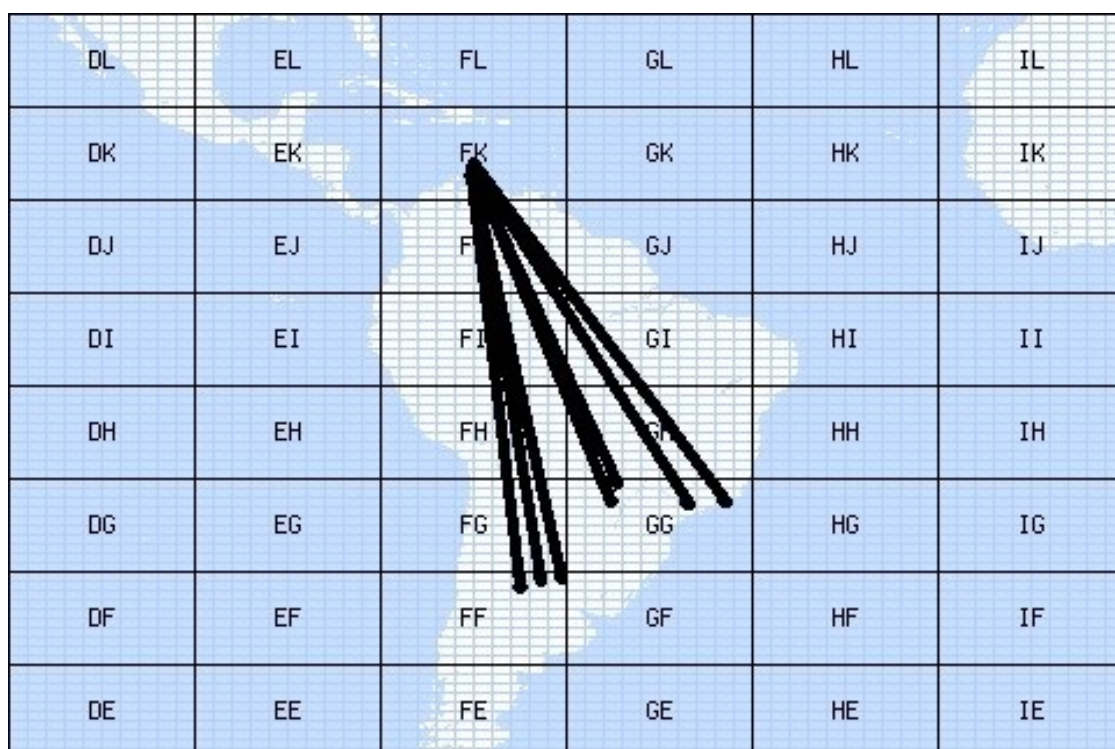 DL EL FL GL HL IL
DK EK FK GK HK IK
DJ EJ F GJ HJ IJ
DI EI FI GI HI II
DH EH FH GH HH IH
DG EG FG GG HG IG
DF EF FF GF HF IF
DE EE FE GE HE IE